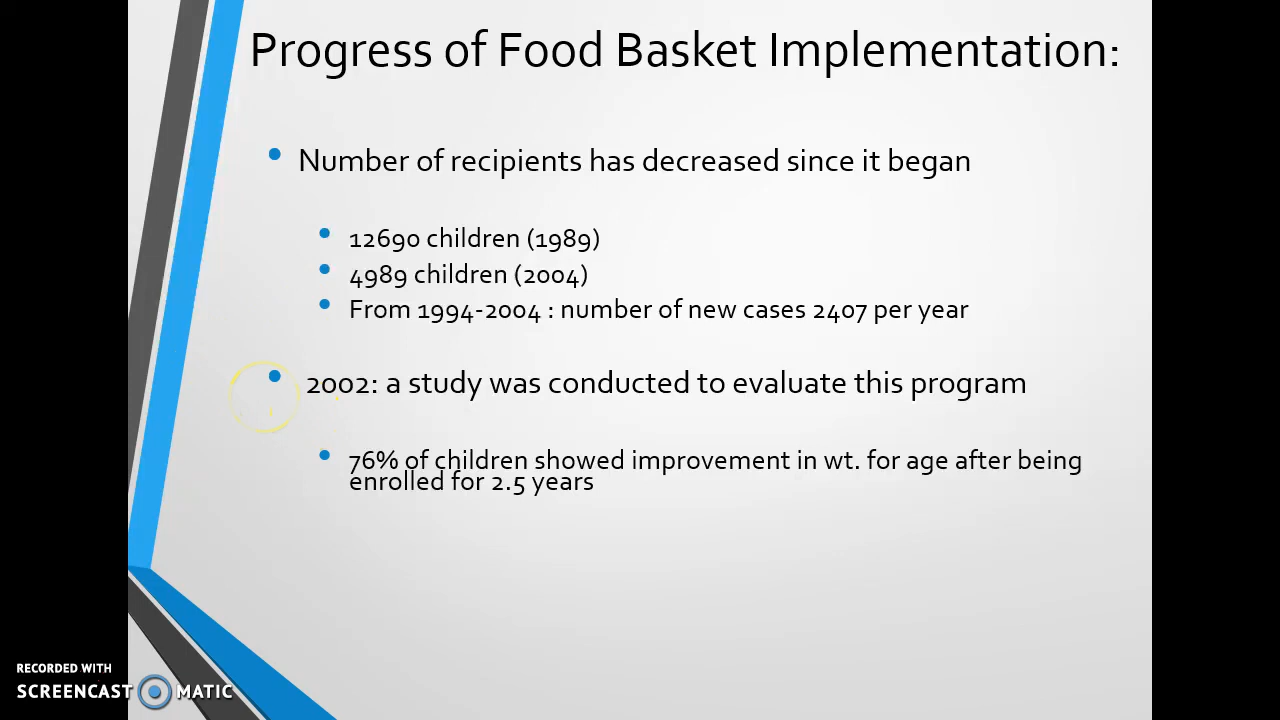 Progress of Food Basket Implementation:
Number of recipients has decreased since it began
12690 children (1989)
4989 children (2004)
From 1994-2004 : number of new cases 2407 per year
2002: a study was conducted to evaluate this program
76% of children showed improvement in wt. for age after being
enrolled for 2.5 years
RECORDED WITH
SCREENCAST MATIC